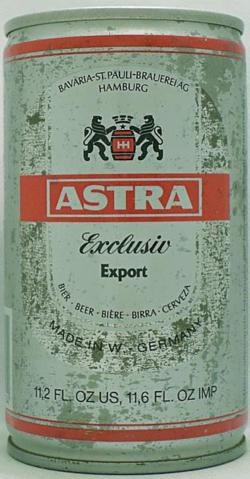 BAVARIA-ST. PAULI-BRAUEREI AG
HAMBURG
ASTRA
Exclusiv
Export
BIER - BEER - BIÈRE - BIRRA - CERVEZA
MADE IN W. - GERMANY
11,2 FL. OZ US, 11,6 FL. OZ IMP